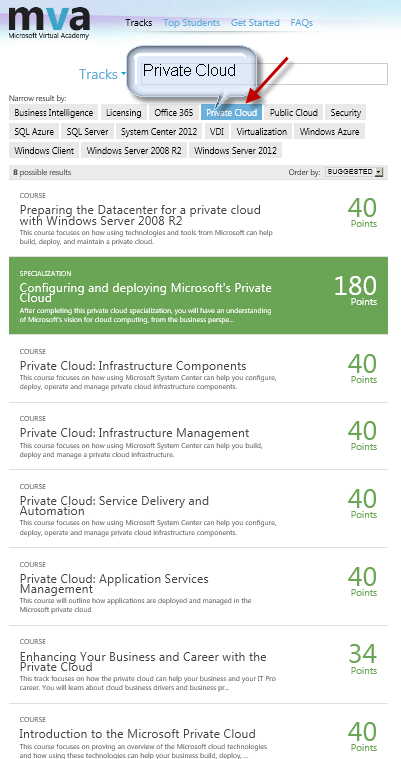 mva
Microsoft Virtual Academy
Tracks Top Students Get Started FAQs
Tracks
Private Cloud
Narrow result by:
Business Intelligence Licensing Office 365 Private Cloud Public Cloud Security
SQL Azure SQL Server System Center 2012 VDI Virtualization Windows Azure
Windows Client Windows Server 2008 R2 Windows Server 2012
8 possible results Order by: SUGGESTED
COURSE
Preparing the Datacenter for a private cloud
with Windows Server 2008 R2
This course focuses on how using technologies and tools from Microsoft can help
build, deploy, and maintain a private cloud.
40
Points
SPECIALIZATION
Configuring and deploying Microsoft's Private
Cloud
After completing this private cloud specialization, you will have an understanding
of Microsoft's vision for cloud computing, from the business perspe...
180
Points
COURSE
Private Cloud: Infrastructure Components
This course focuses on how using Microsoft System Center can help you configure,
deploy, operate and manage private cloud infrastructure components.
40
Points
COURSE
Private Cloud: Infrastructure Management
This course focuses on how using Microsoft System Center can help you build,
deploy and manage a private cloud infrastructure.
40
Points
COURSE
Private Cloud: Service Delivery and
Automation
This course focuses on how using Microsoft System Center can help you configure,
deploy, operate and manage private cloud infrastructure components.
40
Points
COURSE
Private Cloud: Application Services
Management
This course will outline how applications are deployed and managed in the
Microsoft private cloud
40
Points
COURSE
Enhancing Your Business and Career with the
Private Cloud
This track focuses on how the private cloud can help your business and your IT Pro
career. You will learn about cloud business drivers and business pr...
34
Points
COURSE
Introduction to the Microsoft Private Cloud
This course focuses on proving an overview of the Microsoft cloud technologies
and how using these technologies can help your business build, deploy, ...
40
Points